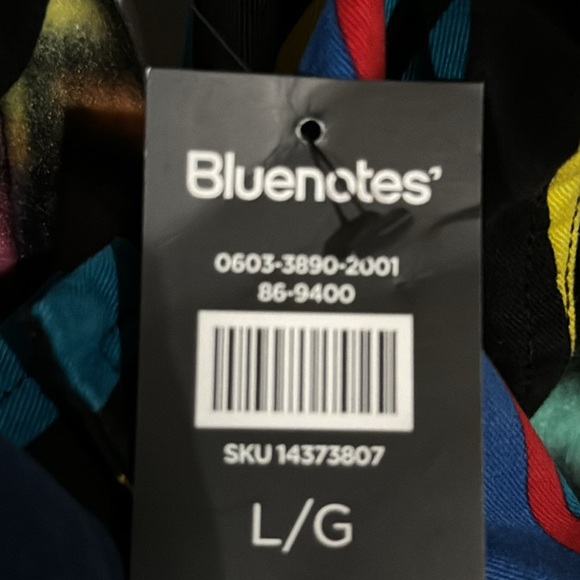 Bluenotes’
0603-3890-2001
86-9400
SKU 14373807
L/G